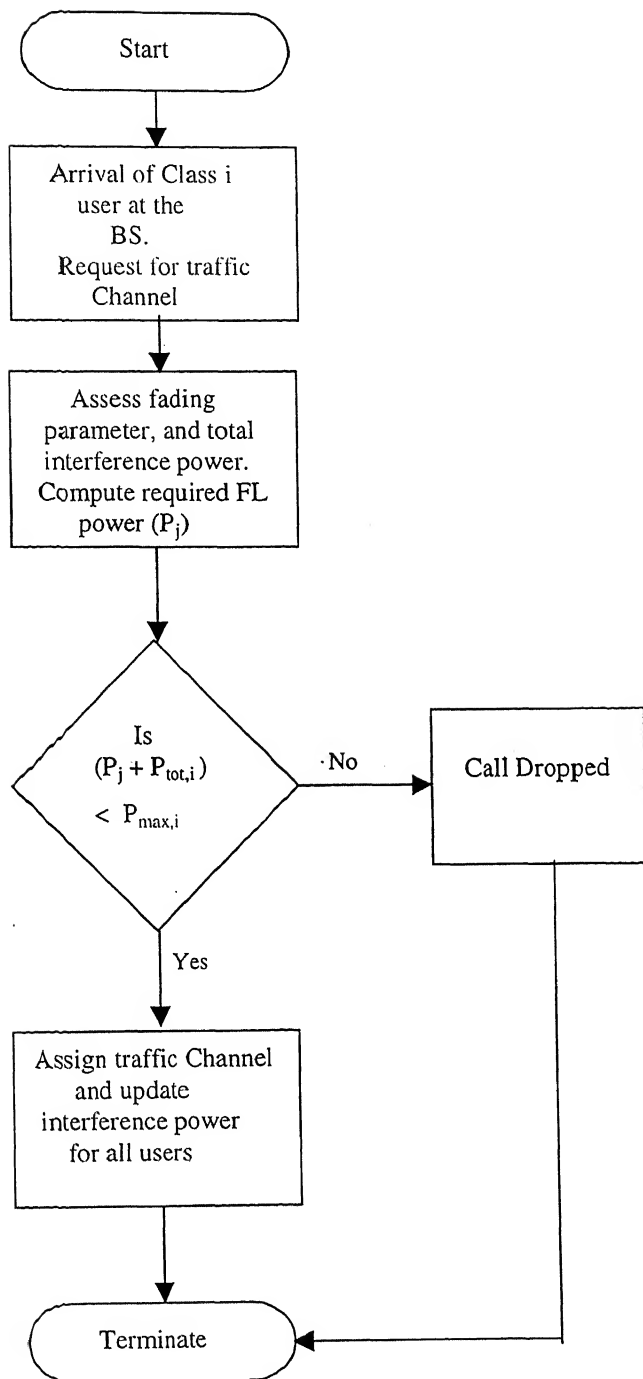 Start
Arrival of Class i
user at the
BS.
Request for traffic
Channel
Assess fading
parameter, and total
interference power.
Compute required FL
power (Pj)
Is
(Pj + Ptot,i)
< Pmax,i
No
Call Dropped
Yes
Assign traffic Channel
and update
interference power
for all users
Terminate